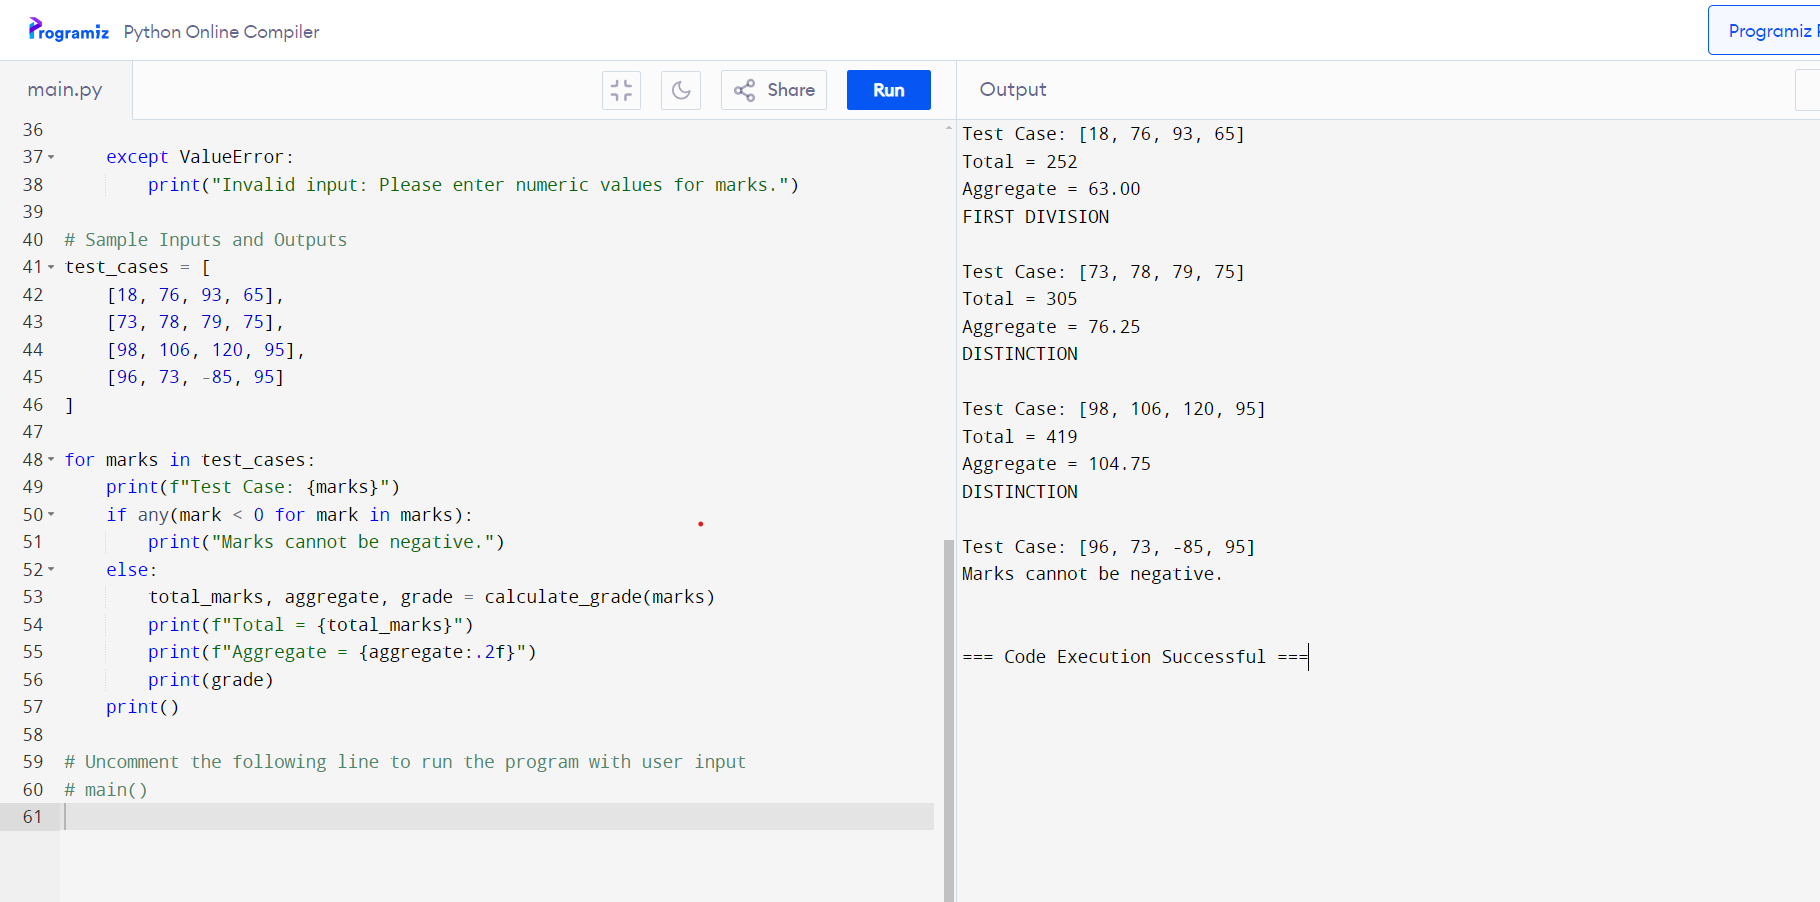 Programiz Python Online Compiler
Programiz
main.py
Share
Run
36
37 except ValueError:
38 print("Invalid input: Please enter numeric values for marks.")
39
40 # Sample Inputs and Outputs
41 test_cases = [
42 [18, 76, 93, 65],
43 [73, 78, 79, 75],
44 [98, 106, 120, 95],
45 [96, 73, -85, 95]
46 ]
47
48 for marks in test_cases:
49 print(f"Test Case: {marks}")
50 if any(mark < 0 for mark in marks):
51 print("Marks cannot be negative.")
52 else:
53 total_marks, aggregate, grade = calculate_grade(marks)
54 print(f"Total = {total_marks}")
55 print(f"Aggregate = {aggregate:.2f}")
56 print(grade)
57 print()
58
59 # Uncomment the following line to run the program with user input
60 # main()
61
Output
Test Case: [18, 76, 93, 65]
Total = 252
Aggregate = 63.00
FIRST DIVISION
Test Case: [73, 78, 79, 75]
Total = 305
Aggregate = 76.25
DISTINCTION
Test Case: [98, 106, 120, 95]
Total = 419
Aggregate = 104.75
DISTINCTION
Test Case: [96, 73, -85, 95]
Marks cannot be negative.
=== Code Execution Successful ===